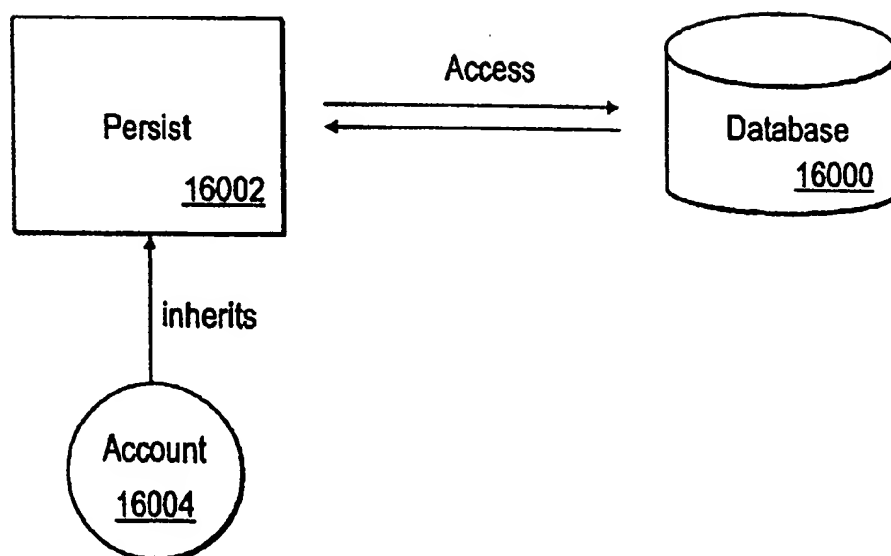 Access
Persist
Database
16002
16000
inherits
Account
16004